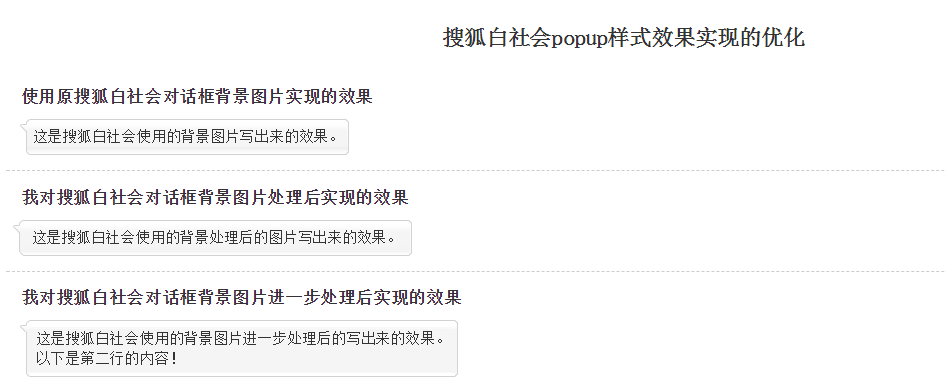 搜狐白社会popup样式效果实现的优化
使用原搜狐白社会对话框背景图片实现的效果
这是搜狐白社会使用的背景图片写出来的效果。
我对搜狐白社会对话框背景图片处理后实现的效果
这是搜狐白社会使用的背景处理后的图片写出来的效果。
我对搜狐白社会对话框背景图片进一步处理后实现的效果
这是搜狐白社会使用的背景图片进一步处理后的写出来的效果。
以下是第二行的内容！